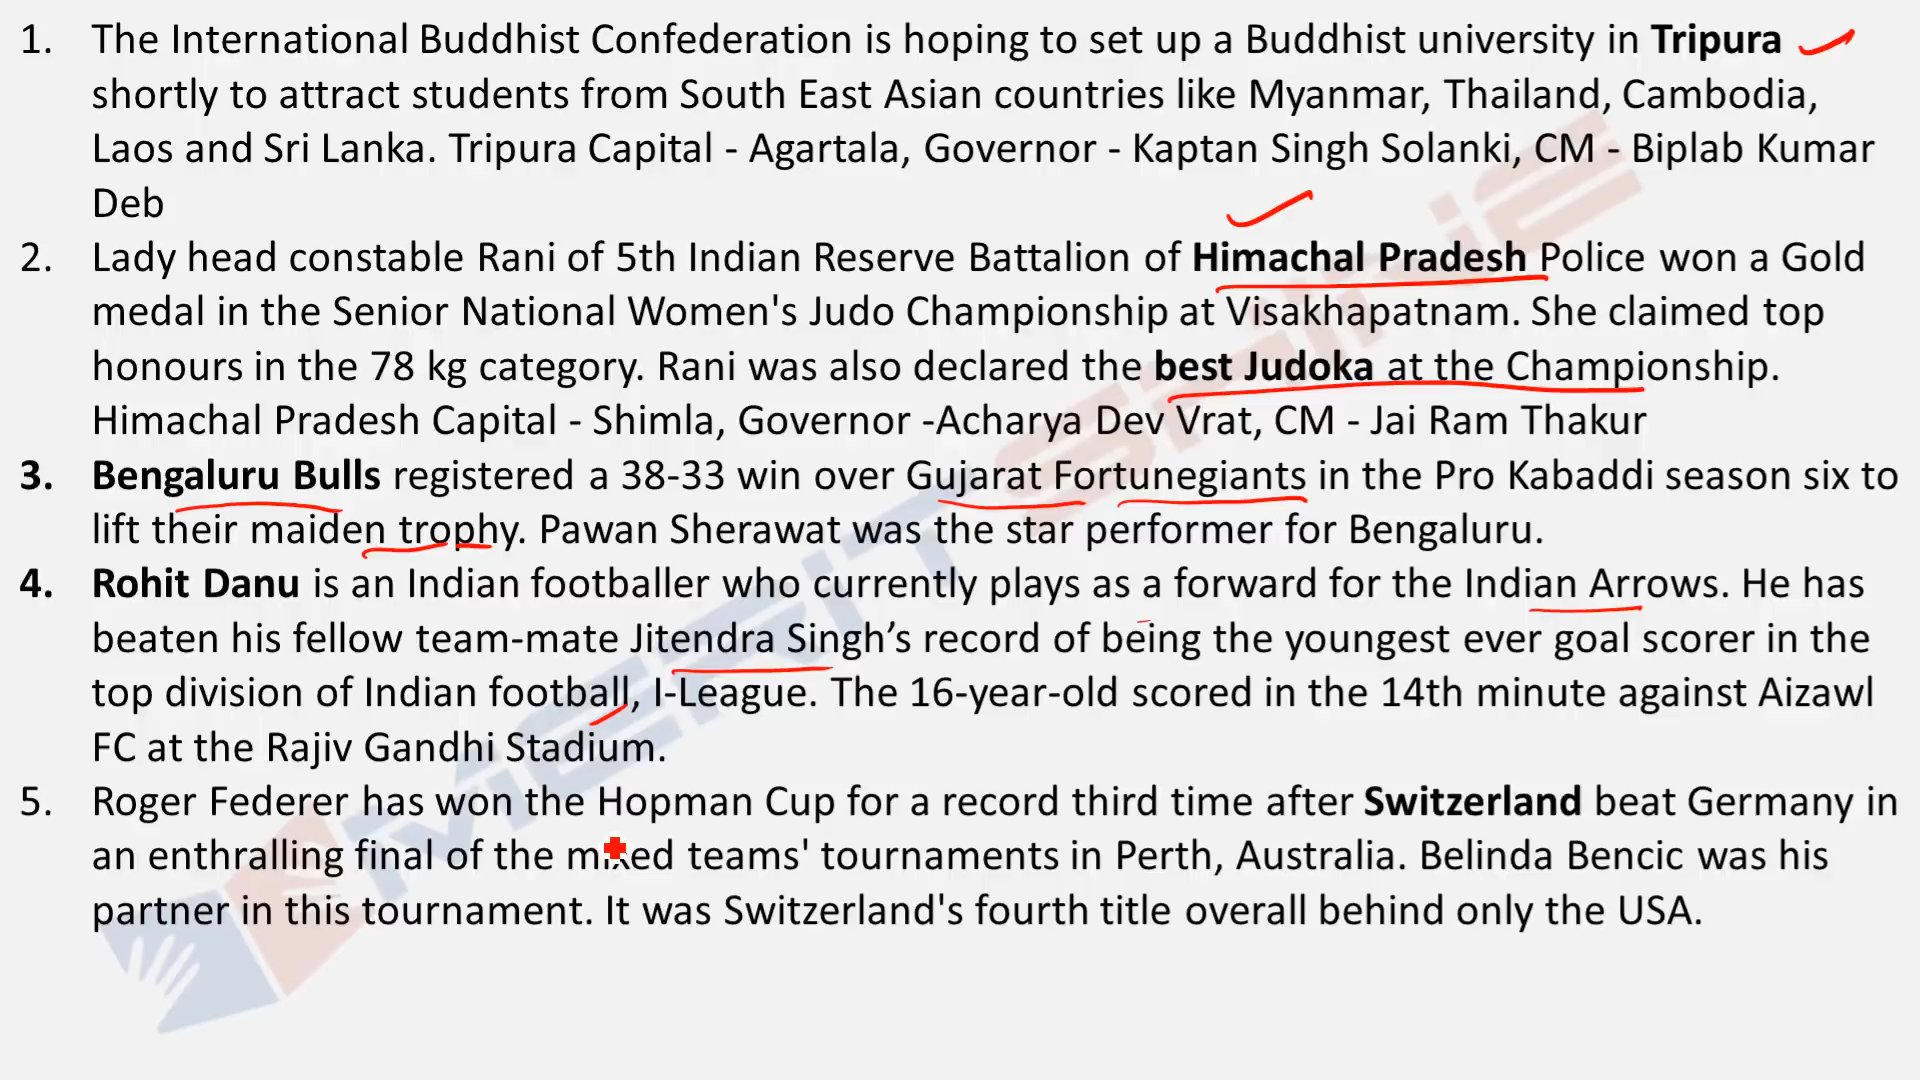 1. The International Buddhist Confederation is hoping to set up a Buddhist university in Tripura
shortly to attract students from South East Asian countries like Myanmar, Thailand, Cambodia,
Laos and Sri Lanka. Tripura Capital - Agartala, Governor - Kaptan Singh Solanki, CM - Biplab Kumar
Deb
2. Lady head constable Rani of 5th Indian Reserve Battalion of Himachal Pradesh Police won a Gold
medal in the Senior National Women's Judo Championship at Visakhapatnam. She claimed top
honours in the 78 kg category. Rani was also declared the best Judoka at the Championship.
Himachal Pradesh Capital - Shimla, Governor -Acharya Dev Vrat, CM - Jai Ram Thakur
3. Bengaluru Bulls registered a 38-33 win over Gujarat Fortunegiants in the Pro Kabaddi season six to
lift their maiden trophy. Pawan Sherawat was the star performer for Bengaluru.
4. Rohit Danu is an Indian footballer who currently plays as a forward for the Indian Arrows. He has
beaten his fellow team-mate Jitendra Singh’s record of being the youngest ever goal scorer in the
top division of Indian football, I-League. The 16-year-old scored in the 14th minute against Aizawl
FC at the Rajiv Gandhi Stadium.
5. Roger Federer has won the Hopman Cup for a record third time after Switzerland beat Germany in
an enthralling final of the mixed teams' tournaments in Perth, Australia. Belinda Bencic was his
partner in this tournament. It was Switzerland's fourth title overall behind only the USA.
MERIT SHINE